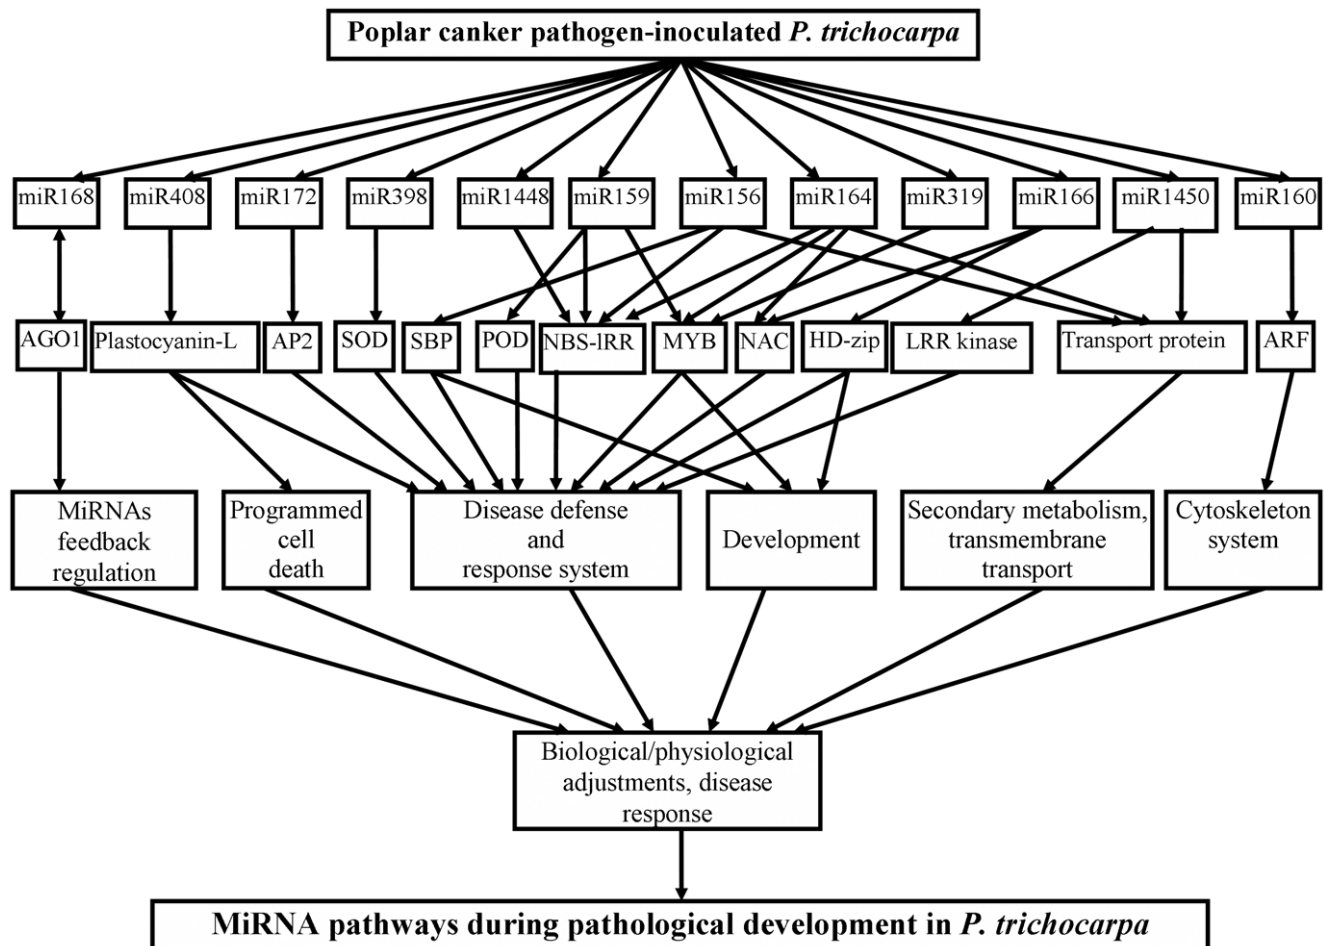 Poplar canker pathogen-inoculated P. trichocarpa
miR168
miR408
miR172
miR398
miR1448
miR159
miR156
miR164
miR319
miR166
miR1450
miR160
AGO1
Plastocyanin-L
AP2
SOD
SBP
POD
NBS-lRR
MYB
NAC
HD-zip
LRR kinase
Transport protein
ARF
MiRNAs
feedback
regulation
Programmed
cell
death
Disease defense
and
response system
Development
Secondary metabolism,
transmembrane
transport
Cytoskeleton
system
Biological/physiological
adjustments, disease
response
MiRNA pathways during pathological development in P. trichocarpa